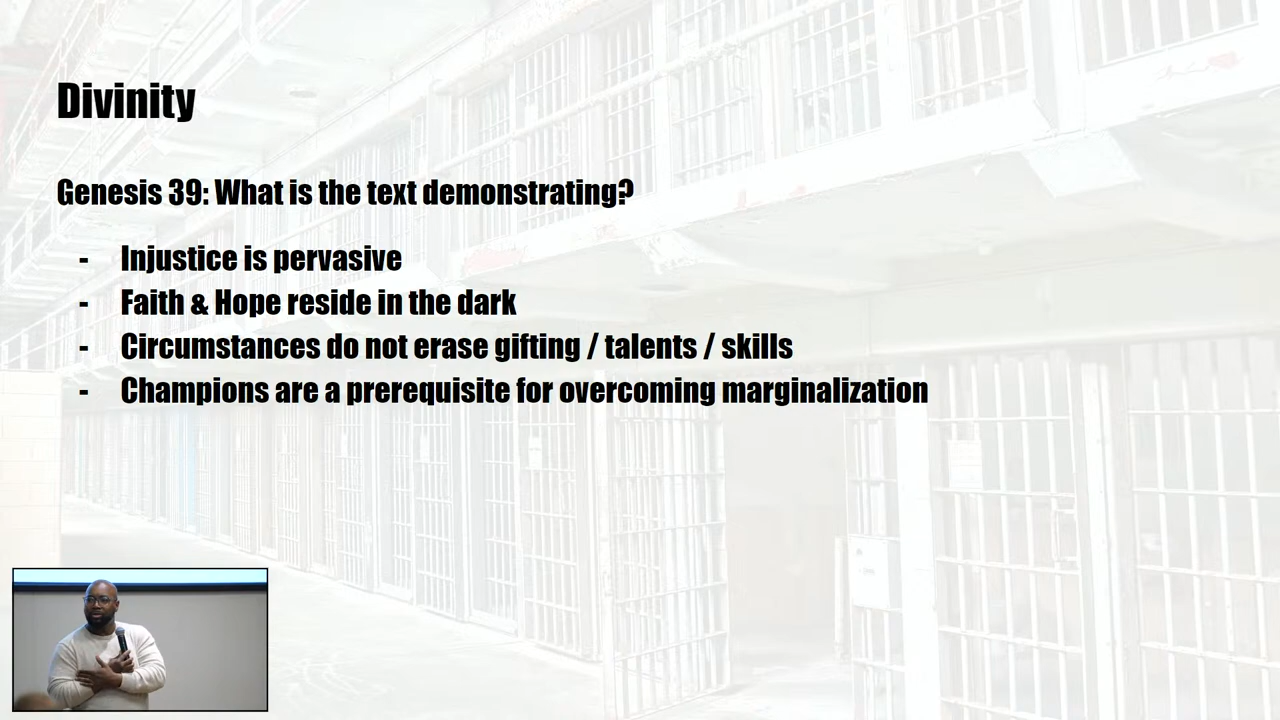 Divinity
Genesis 39: What is the text demonstrating?
- Injustice is pervasive
- Faith & Hope reside in the dark
- Circumstances do not erase gifting / talents / skills
- Champions are a prerequisite for overcoming marginalization